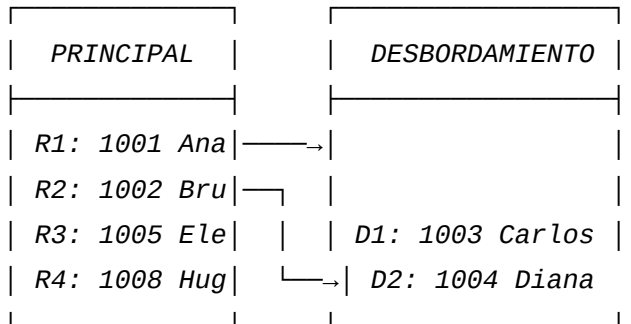 PRINCIPAL DESBORDAMIENTO
R1: 1001 Ana
R2: 1002 Bru
R3: 1005 Ele D1: 1003 Carlos
R4: 1008 Hug D2: 1004 Diana